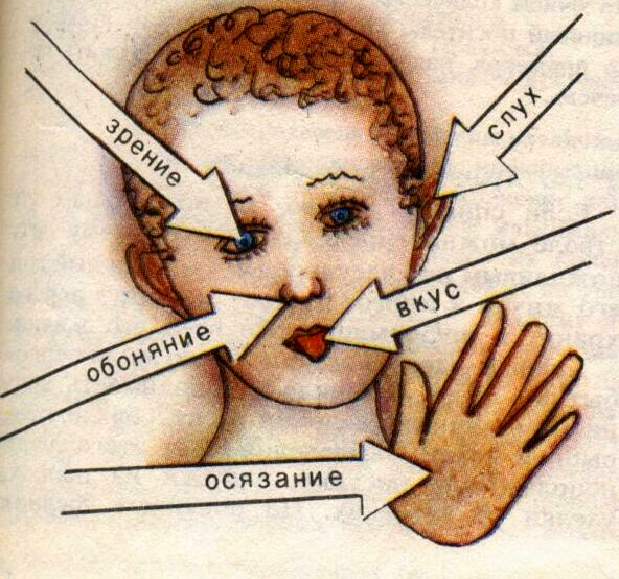 зрение
слух
вкус
обоняние
осязание